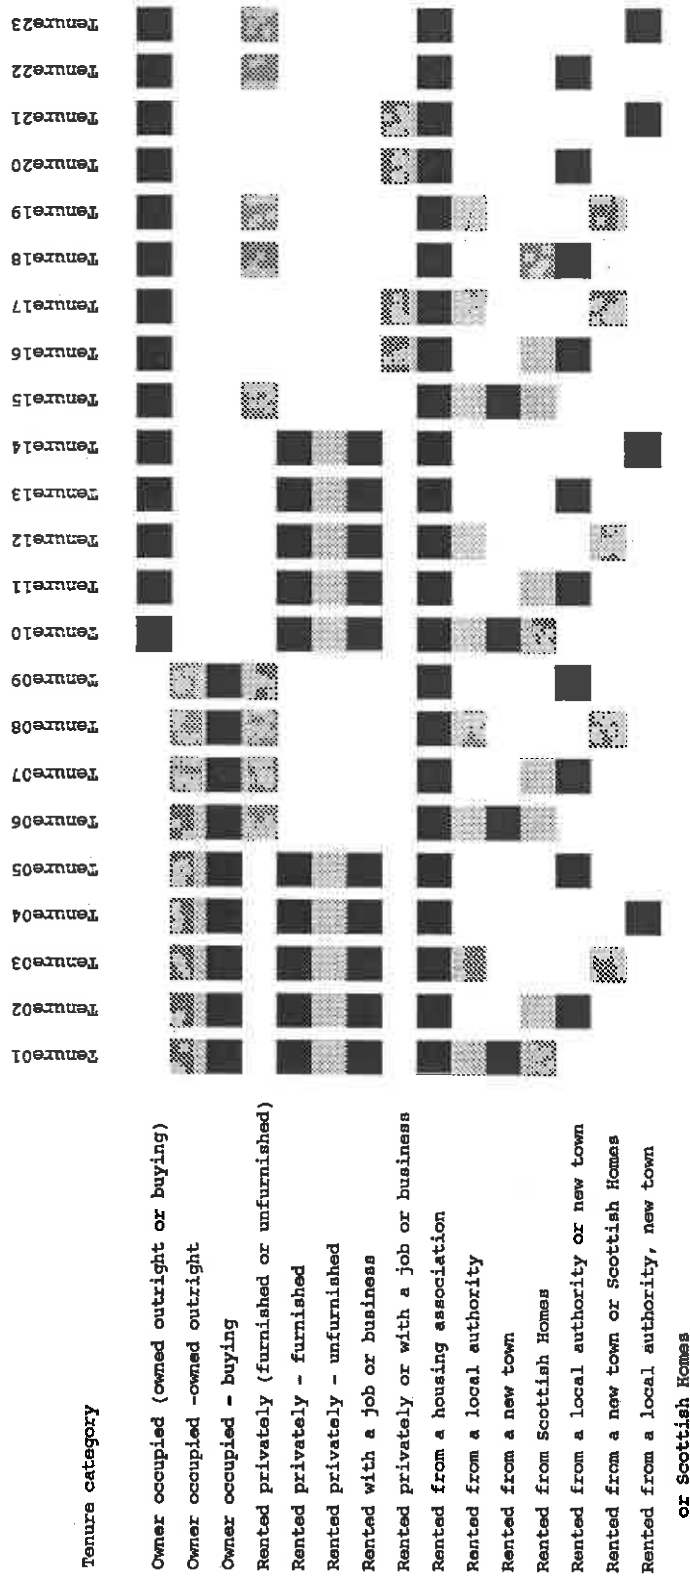 Tenure category
Tenure01
Tenure02
Tenure03
Tenure04
Tenure05
Tenure06
Tenure07
Tenure08
Tenure09
Tenure10
Tenure11
Tenure12
Tenure13
Tenure14
Tenure15
Tenure16
Tenure17
Tenure18
Tenure19
Tenure20
Tenure21
Tenure22
Tenure23
Owner occupied (owned outright or buying)
Owner occupied -owned outright
Owner occupied - buying
Rented privately (furnished or unfurnished)
Rented privately - furnished
Rented privately - unfurnished
Rented with a job or business
Rented privately or with a job or business
Rented from a housing association
Rented from a local authority
Rented from a new town
Rented from Scottish Homes
Rented from a local authority or new town
Rented from a new town or Scottish Homes
Rented from a local authority, new town
or Scottish Homes